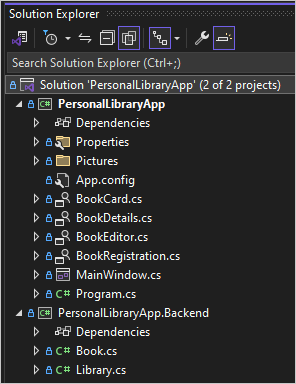 Solution Explorer
Search Solution Explorer (Ctrl+;)
Solution 'PersonalLibraryApp' (2 of 2 projects)
PersonalLibraryApp
Dependencies
Properties
Pictures
App.config
BookCard.cs
BookDetails.cs
BookEditor.cs
BookRegistration.cs
MainWindow.cs
C# Program.cs
PersonalLibraryApp.Backend
Dependencies
C# Book.cs
C# Library.cs